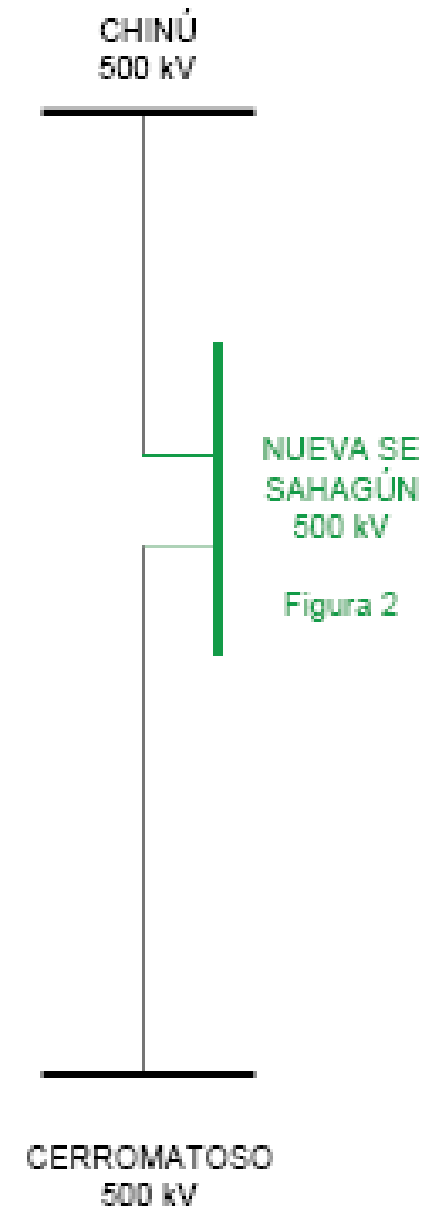 CHINÚ
500 kV
NUEVA SE
SAHAGÚN
500 kV
Figura 2
CERROMATOSO
500 kV